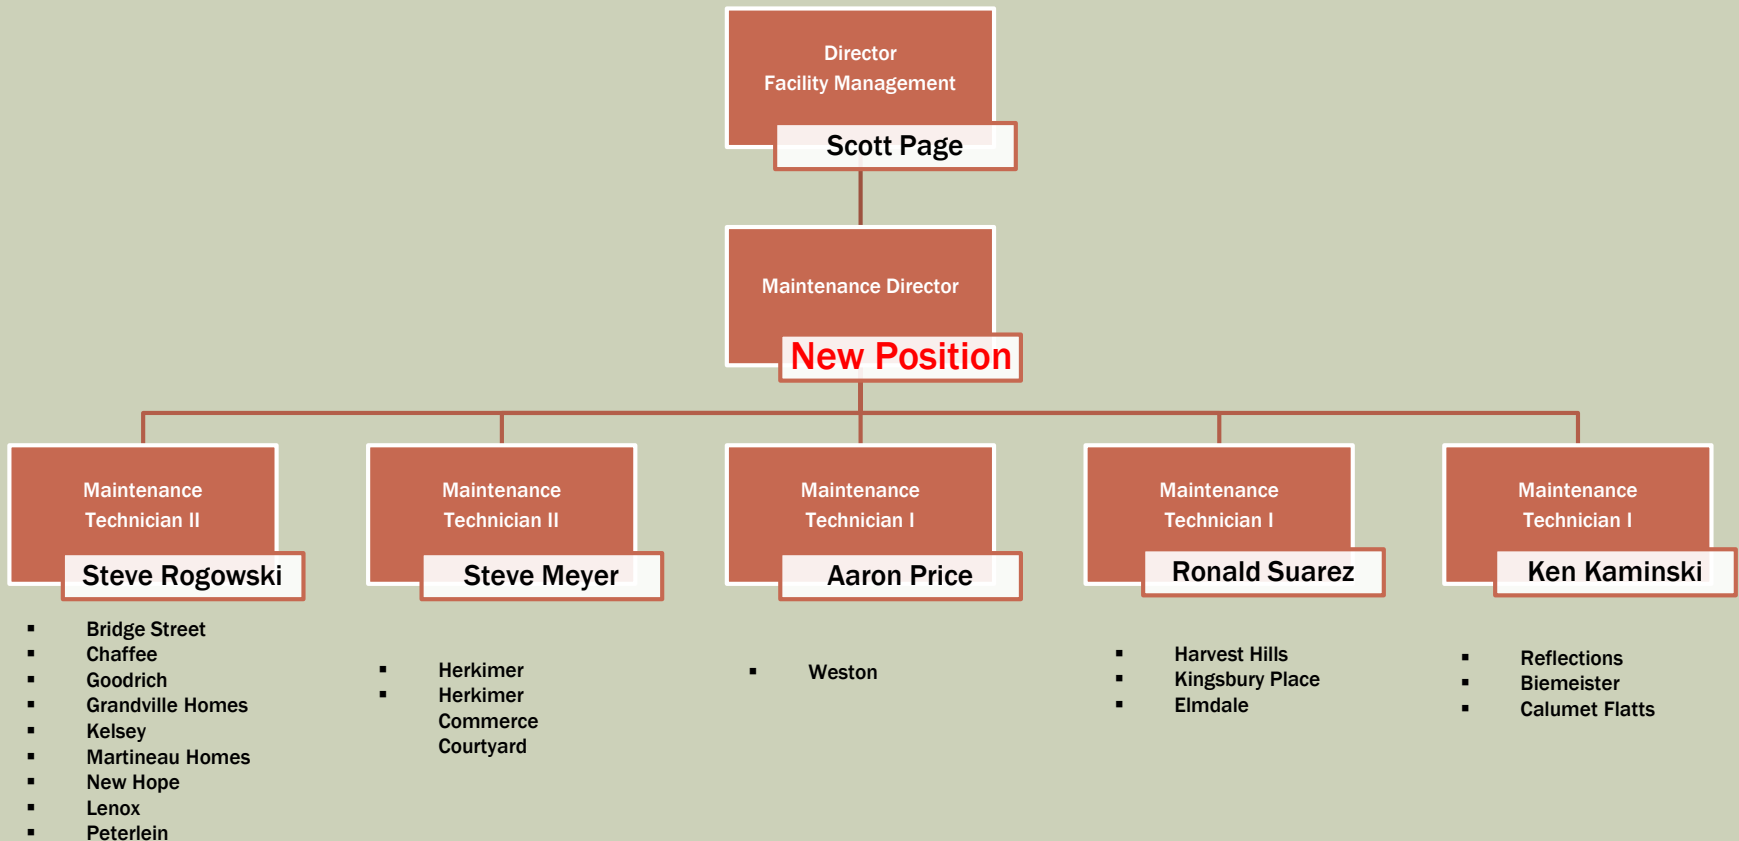 Director
Facility Management
Scott Page
Maintenance Director
New Position
Maintenance
Technician II
Steve Rogowski
▪ Bridge Street
▪ Chaffee
▪ Goodrich
▪ Grandville Homes
▪ Kelsey
▪ Martineau Homes
▪ New Hope
▪ Lenox
▪ Peterlein
Maintenance
Technician II
Steve Meyer
▪ Herkimer
▪ Herkimer
Commerce
Courtyard
Maintenance
Technician I
Aaron Price
▪ Weston
Maintenance
Technician I
Ronald Suarez
▪ Harvest Hills
▪ Kingsbury Place
▪ Elmdale
Maintenance
Technician I
Ken Kaminski
▪ Reflections
▪ Biemeister
▪ Calumet Flatts